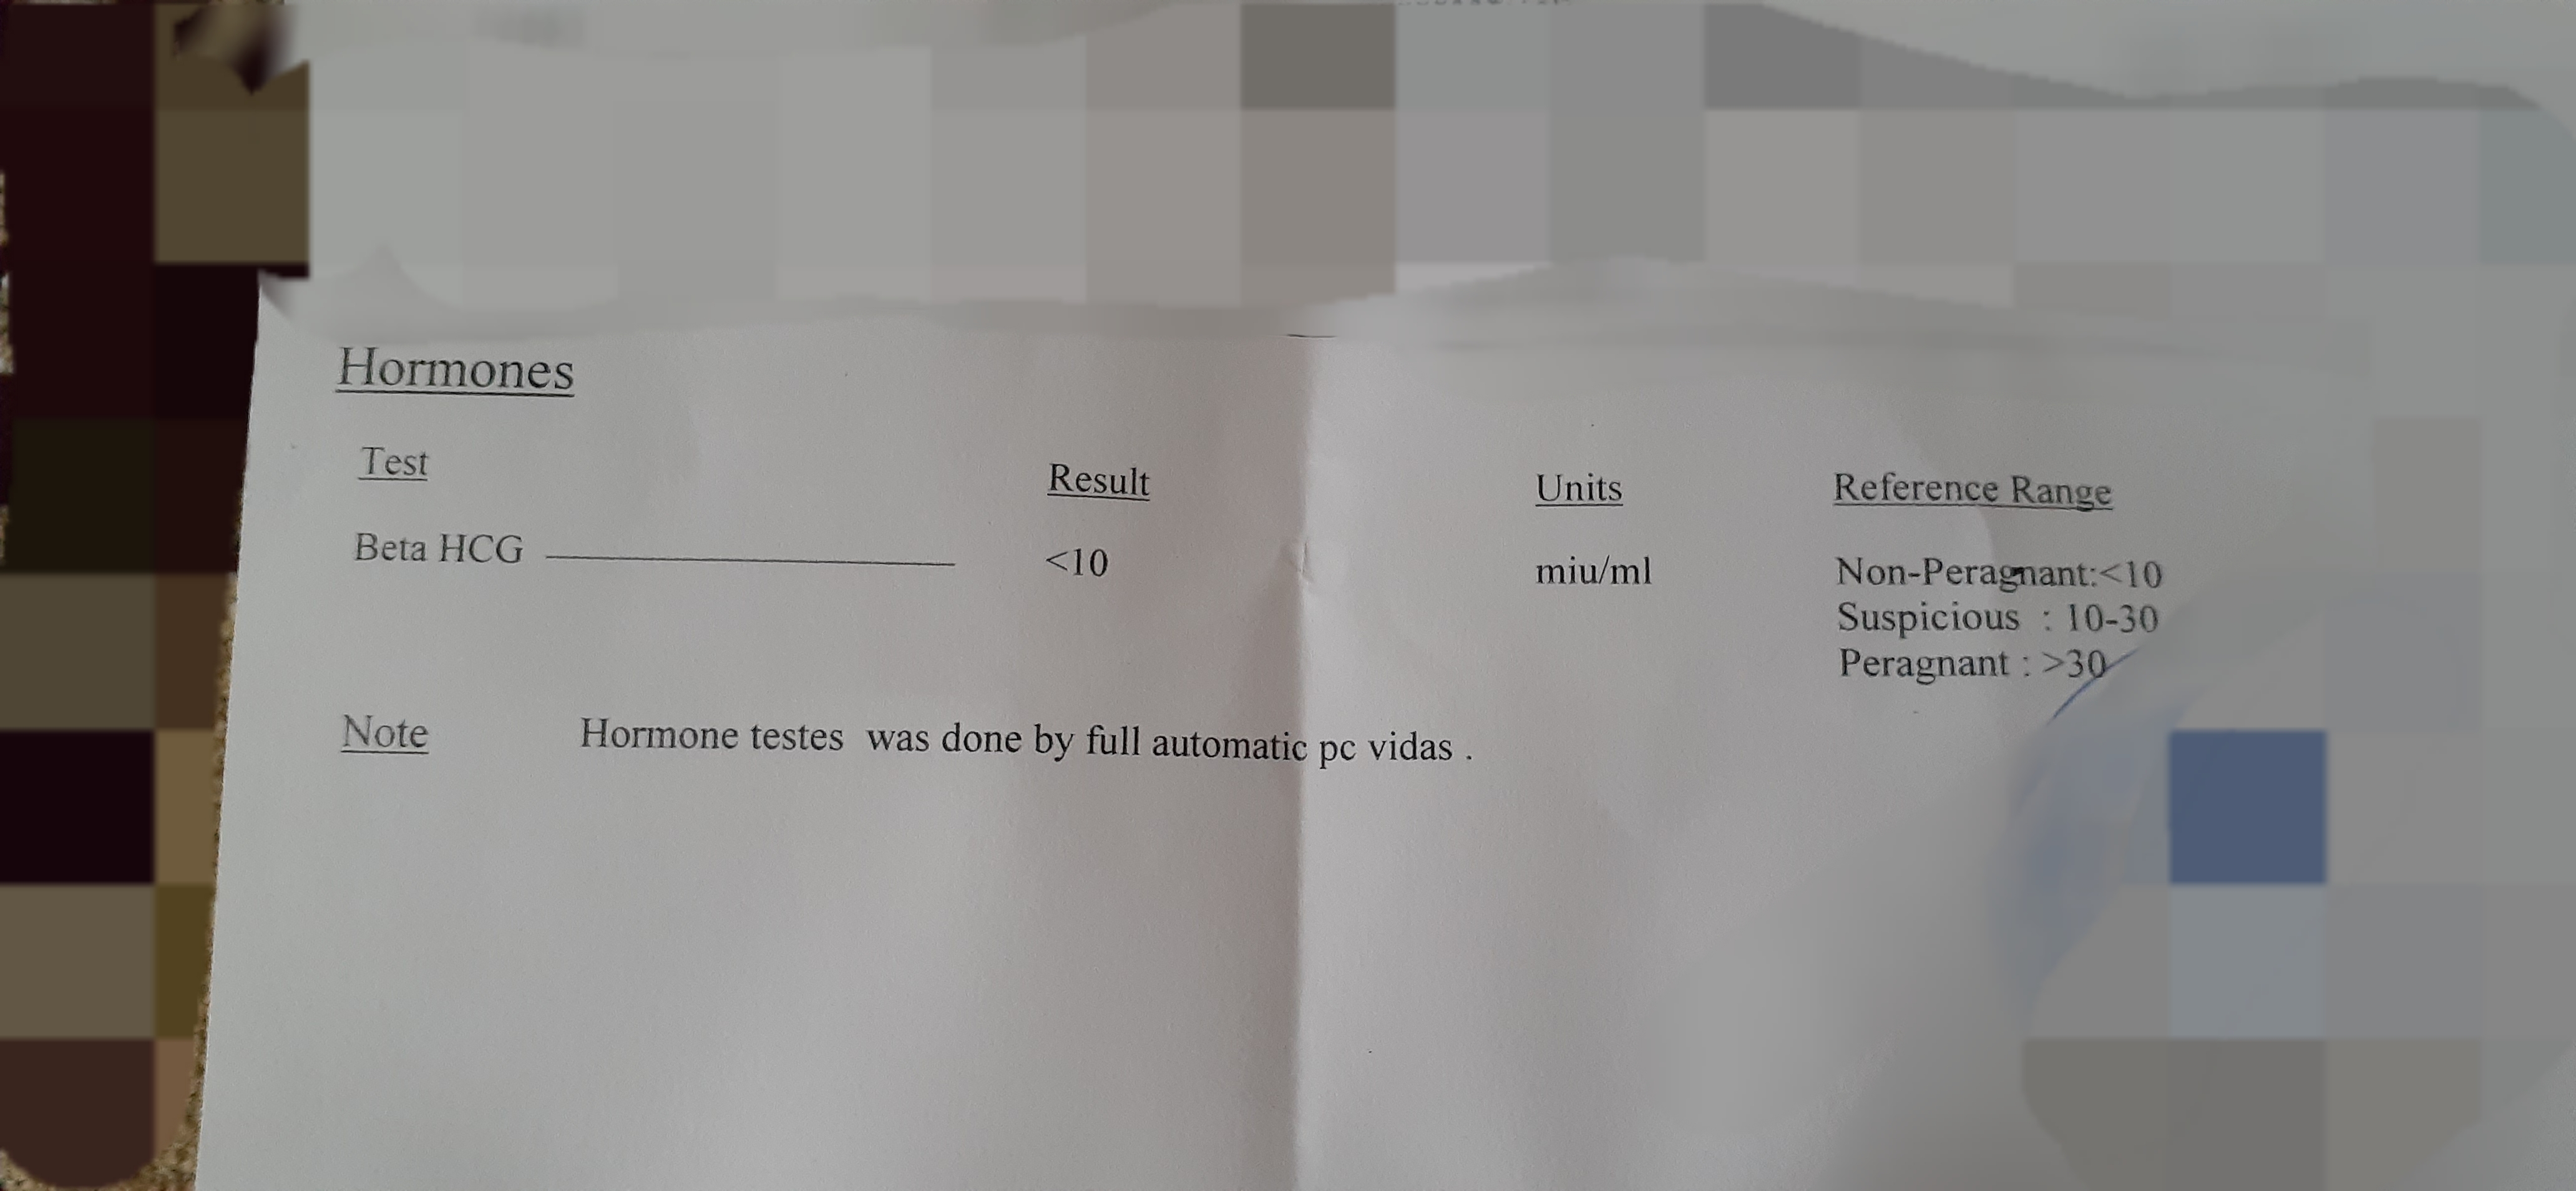 Hormones
Test Result Units Reference Range
Beta HCG <10 miu/ml Non-Peragnant:<10
Suspicious : 10-30
Peragnant : >30
Note Hormone testes was done by full automatic pc vidas .